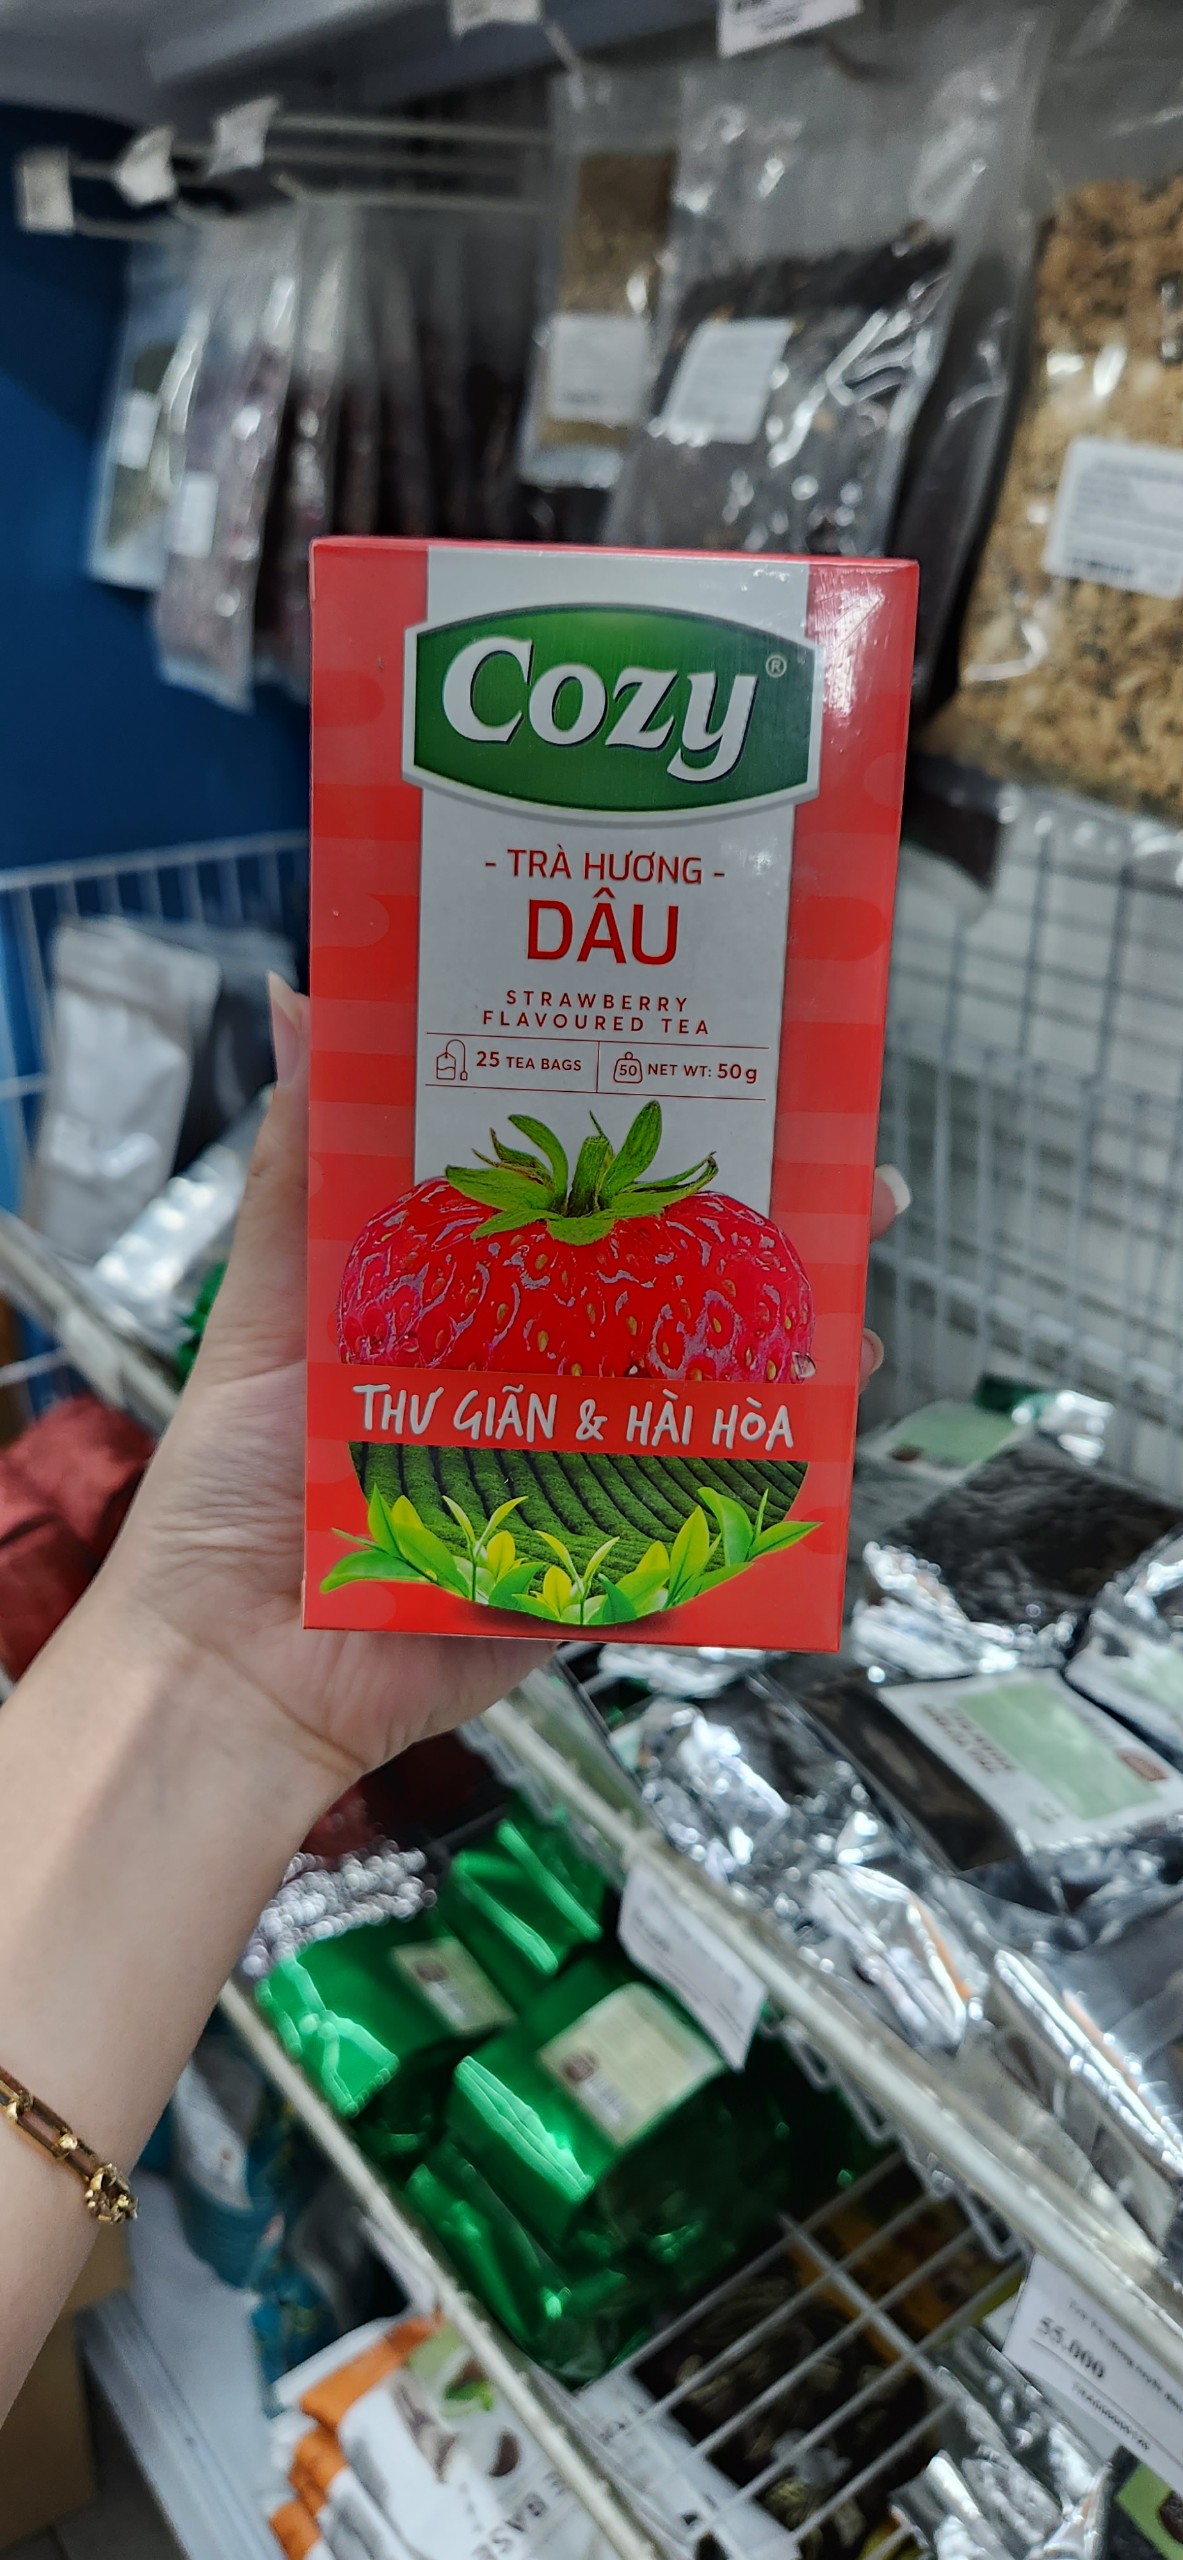 Cozy®
- TRÀ HƯƠNG -
DÂU
STRAWBERRY
FLAVOURED TEA
25 TEA BAGS
50 NET WT: 50g
THƯ GIÃN & HÀI HÒA
55.000